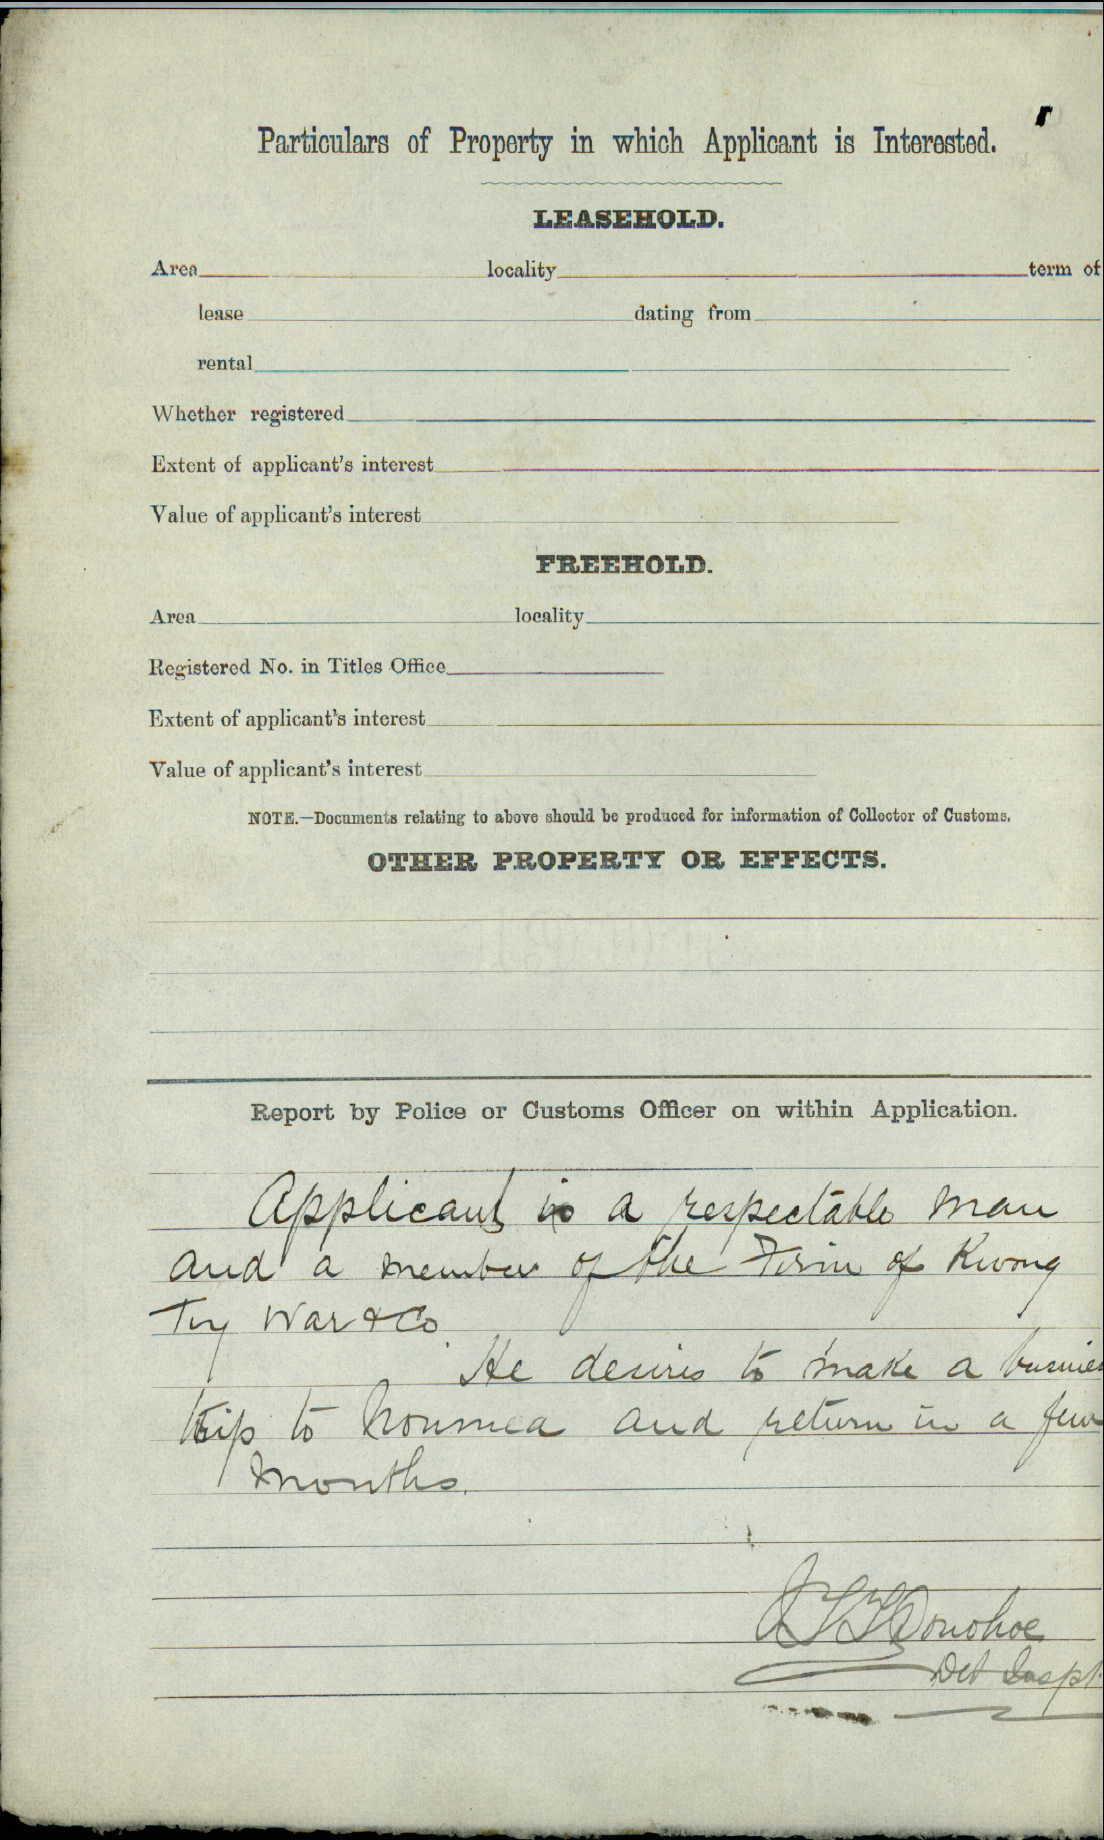 Particulars of Property in which Applicant is Interested.
LEASEHOLD.
Area locality term of
lease dating from
rental
Whether registered
Extent of applicant's interest
Value of applicant's interest
FREEHOLD.
Area locality
Registered No. in Titles Office
Extent of applicant's interest
Value of applicant's interest
NOTE.—Documents relating to above should be produced for information of Collector of Customs.
OTHER PROPERTY OR EFFECTS.
Report by Police or Customs Officer on within Application.
Applicant is a respectable man
and a member of the Firm of Kwong
War & Co
He desires to make a busines
trip to Noumea and return in a few
months.
Donohoe
Det Inspt